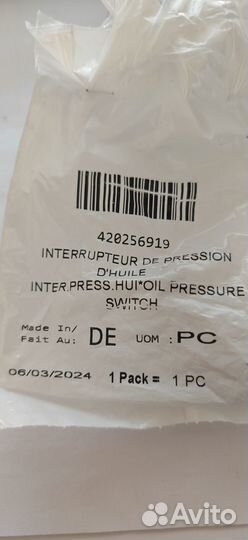 420256919
INTERRUPTEUR DE PRESSION
D'HUILE
INTER.PRESS.HUI*OIL PRESSURE
SWITCH
Made In/
Fait Au: DE UOM : PC
06/03/2024 1 Pack = 1 PC
Avito